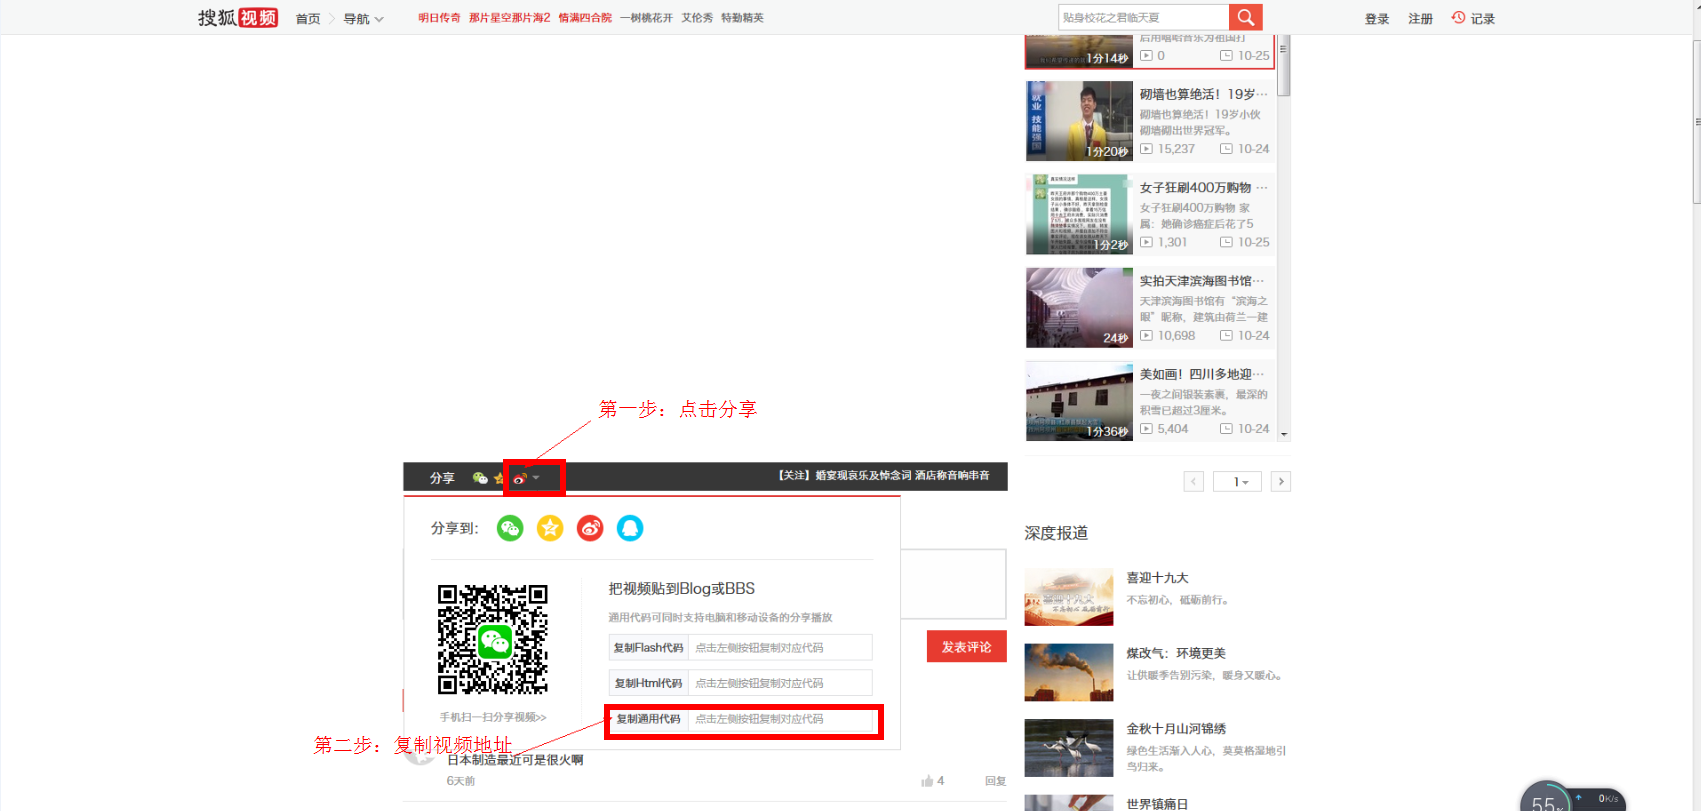 搜狐视频
首页
导航
明日传奇 那片星空那片海2 情满四合院 一树桃花开 艾伦秀 特勤精英
贴身校花之君临天夏
登录
注册
记录
后用嘻哈音乐为祖国打
1分14秒
0
10-25
砌墙也算绝活！19岁…
砌墙也算绝活！19岁小伙
砌墙砌出世界冠军。
就业 技能强国
1分20秒
15,237
10-24
女子狂刷400万购物 …
女子狂刷400万购物 家
属：她确诊癌症后花了5
1分2秒
1,301
10-25
实拍天津滨海图书馆…
天津滨海图书馆有“滨海之
眼”昵称，建筑由荷兰一建
24秒
10,698
10-24
美如画！四川多地迎…
一夜之间银装素裹，最深的
积雪已超过3厘米。
1分36秒
5,404
10-24
第一步：点击分享
分享
【关注】婚宴现哀乐及悼念词 酒店称音响串音
1
分享到：
把视频贴到Blog或BBS
通用代码可同时支持电脑和移动设备的分享播放
复制Flash代码
点击左侧按钮复制对应代码
复制Html代码
点击左侧按钮复制对应代码
复制通用代码
点击左侧按钮复制对应代码
手机扫一扫分享视频>>
第二步：复制视频地址
发表评论
日本制造最近可是很火啊
6天前
4
回复
深度报道
喜迎十九大
不忘初心，砥砺前行。
煤改气：环境更美
让供暖季告别污染，暖身又暖心。
金秋十月山河锦绣
绿色生活渐入人心，莫莫格湿地引
鸟归来。
世界镇痛日
55%
0K/s